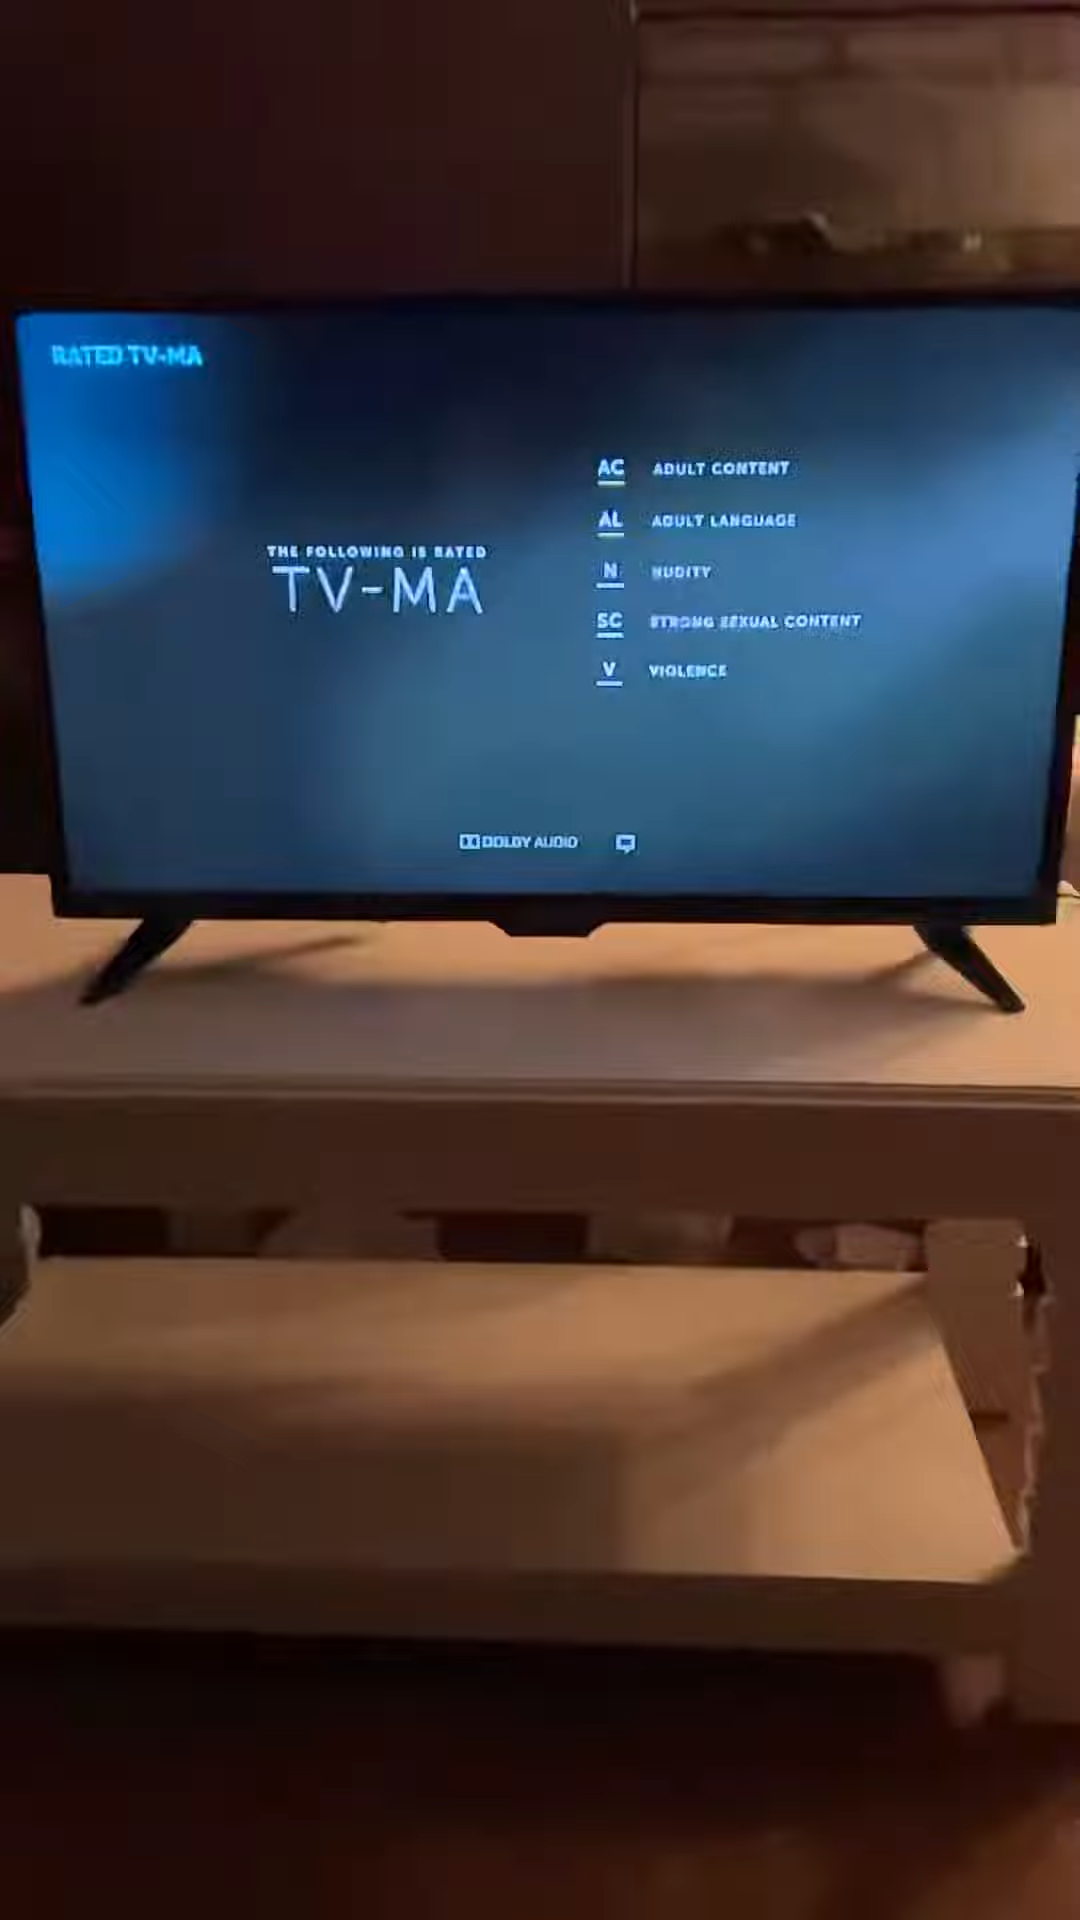 RATED TV-MA
THE FOLLOWING IS RATED
TV-MA
AC ADULT CONTENT
AL ADULT LANGUAGE
N NUDITY
SC STRONG SEXUAL CONTENT
V VIOLENCE
DOLBY AUDIO